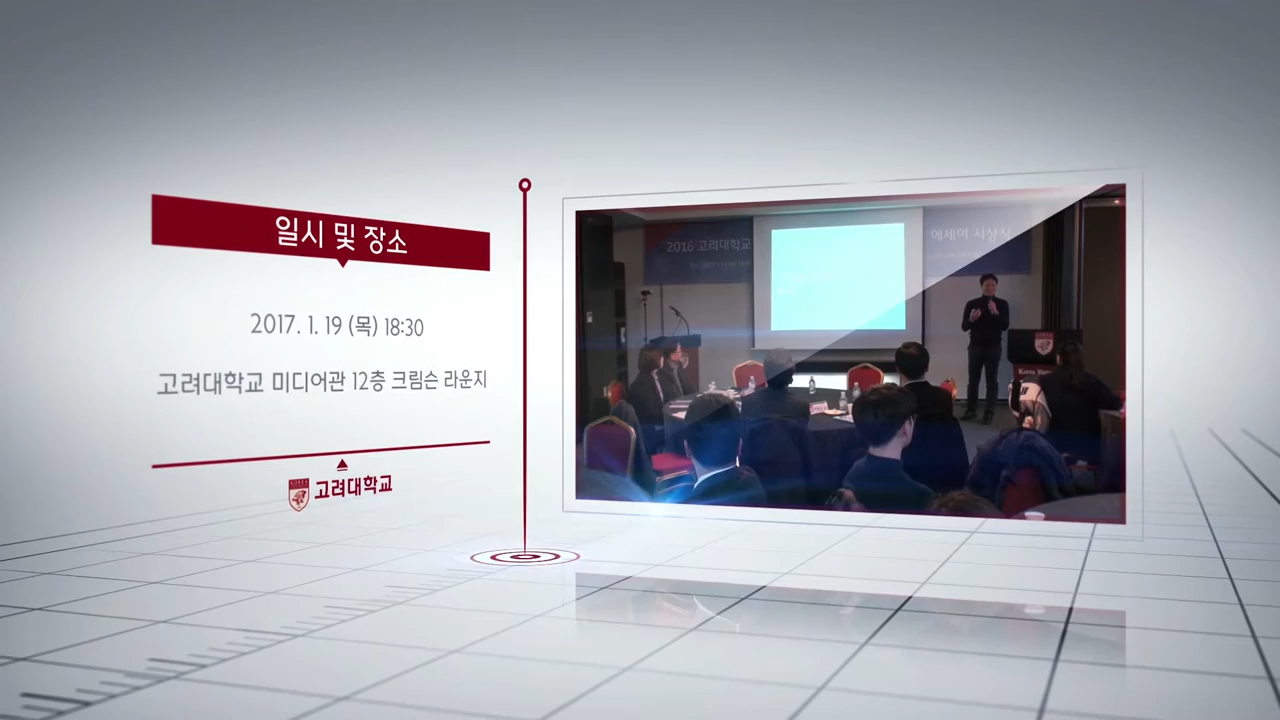 일시 및 장소
2017. 1. 19 (목) 18:30
고려대학교 미디어관 12층 크림슨 라운지
KOREA
고려대학교
2016 고려대학교
에세이 시상식